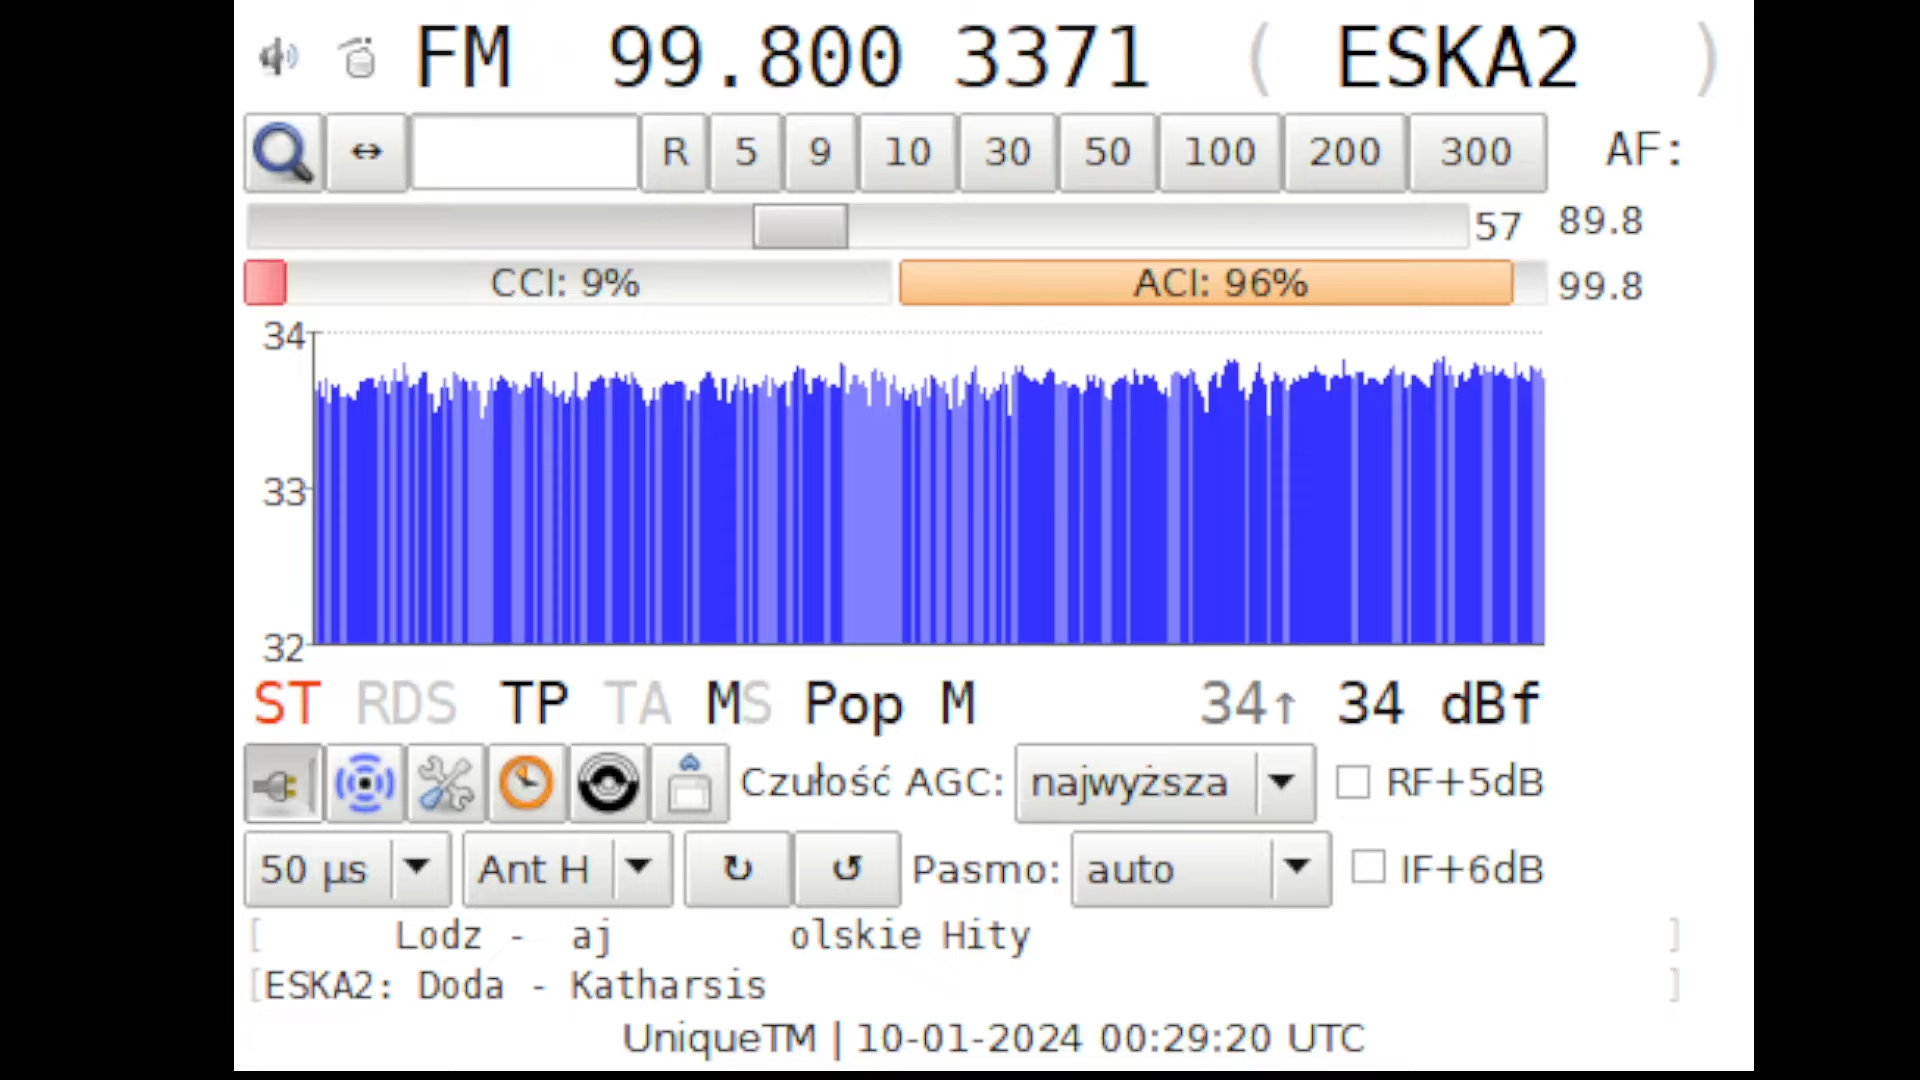 FM 99.800 3371 ( ESKA2 )
↔ R 5 9 10 30 50 100 200 300 AF:
57 89.8
CCI: 9% ACI: 96% 99.8
34
33
32
ST RDS TP TA MS Pop M 34↑ 34 dBf
Czułość AGC: najwyższa RF+5dB
50 µs Ant H ↻ ↺ Pasmo: auto IF+6dB
[ Lodz - aj olskie Hity ]
[ESKA2: Doda - Katharsis ]
UniqueTM | 10-01-2024 00:29:20 UTC